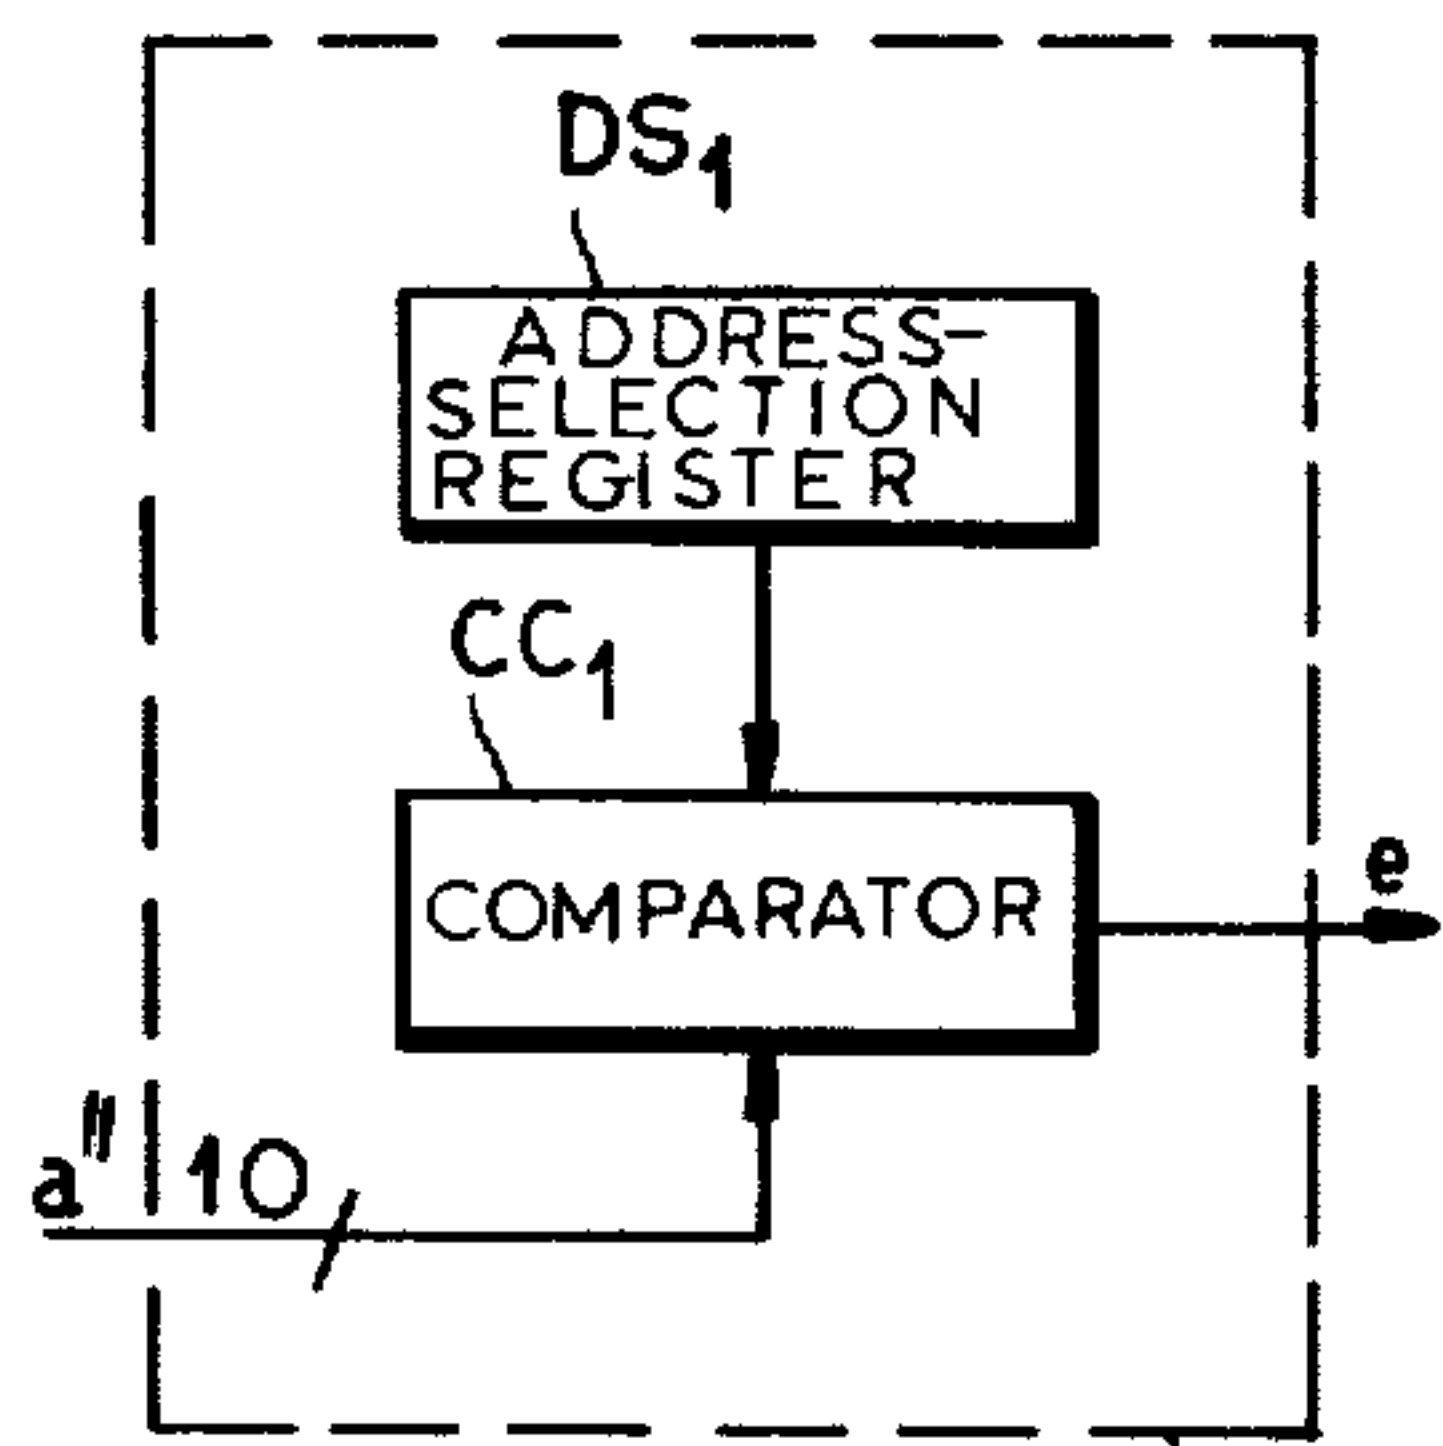 DS1
ADDRESS-
SELECTION
REGISTER
CC1
COMPARATOR
e
a" 10